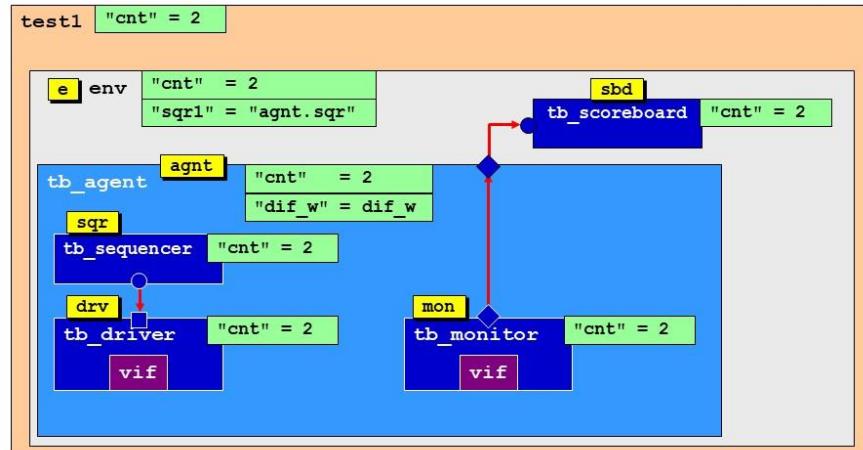 test1
"cnt" = 2
e
env
"cnt" = 2
"sqr1" = "agnt.sqr"
sbd
tb_scoreboard
"cnt" = 2
agnt
tb_agent
"cnt" = 2
"dif_w" = dif_w
sqr
tb_sequencer
"cnt" = 2
drv
tb_driver
"cnt" = 2
vif
mon
tb_monitor
"cnt" = 2
vif